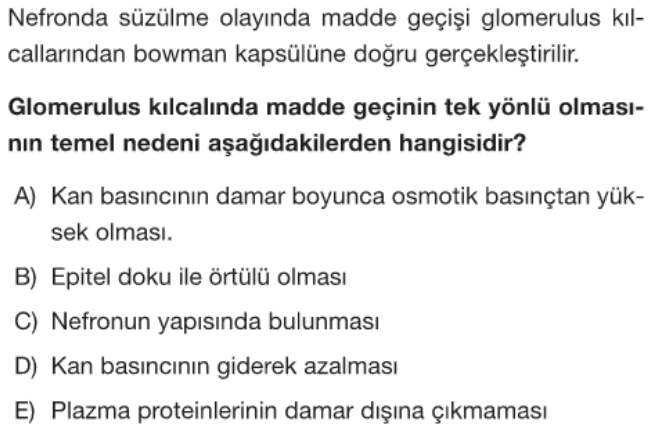 Nefronda süzülme olayında madde geçişi glomerulus kıl-
callarından bowman kapsülüne doğru gerçekleştirilir.
Glomerulus kılcalında madde geçinin tek yönlü olması-
nın temel nedeni aşağıdakilerden hangisidir?
A) Kan basıncının damar boyunca osmotik basınçtan yük-
sek olması.
B) Epitel doku ile örtülü olması
C) Nefronun yapısında bulunması
D) Kan basıncının giderek azalması
E) Plazma proteinlerinin damar dışına çıkmaması